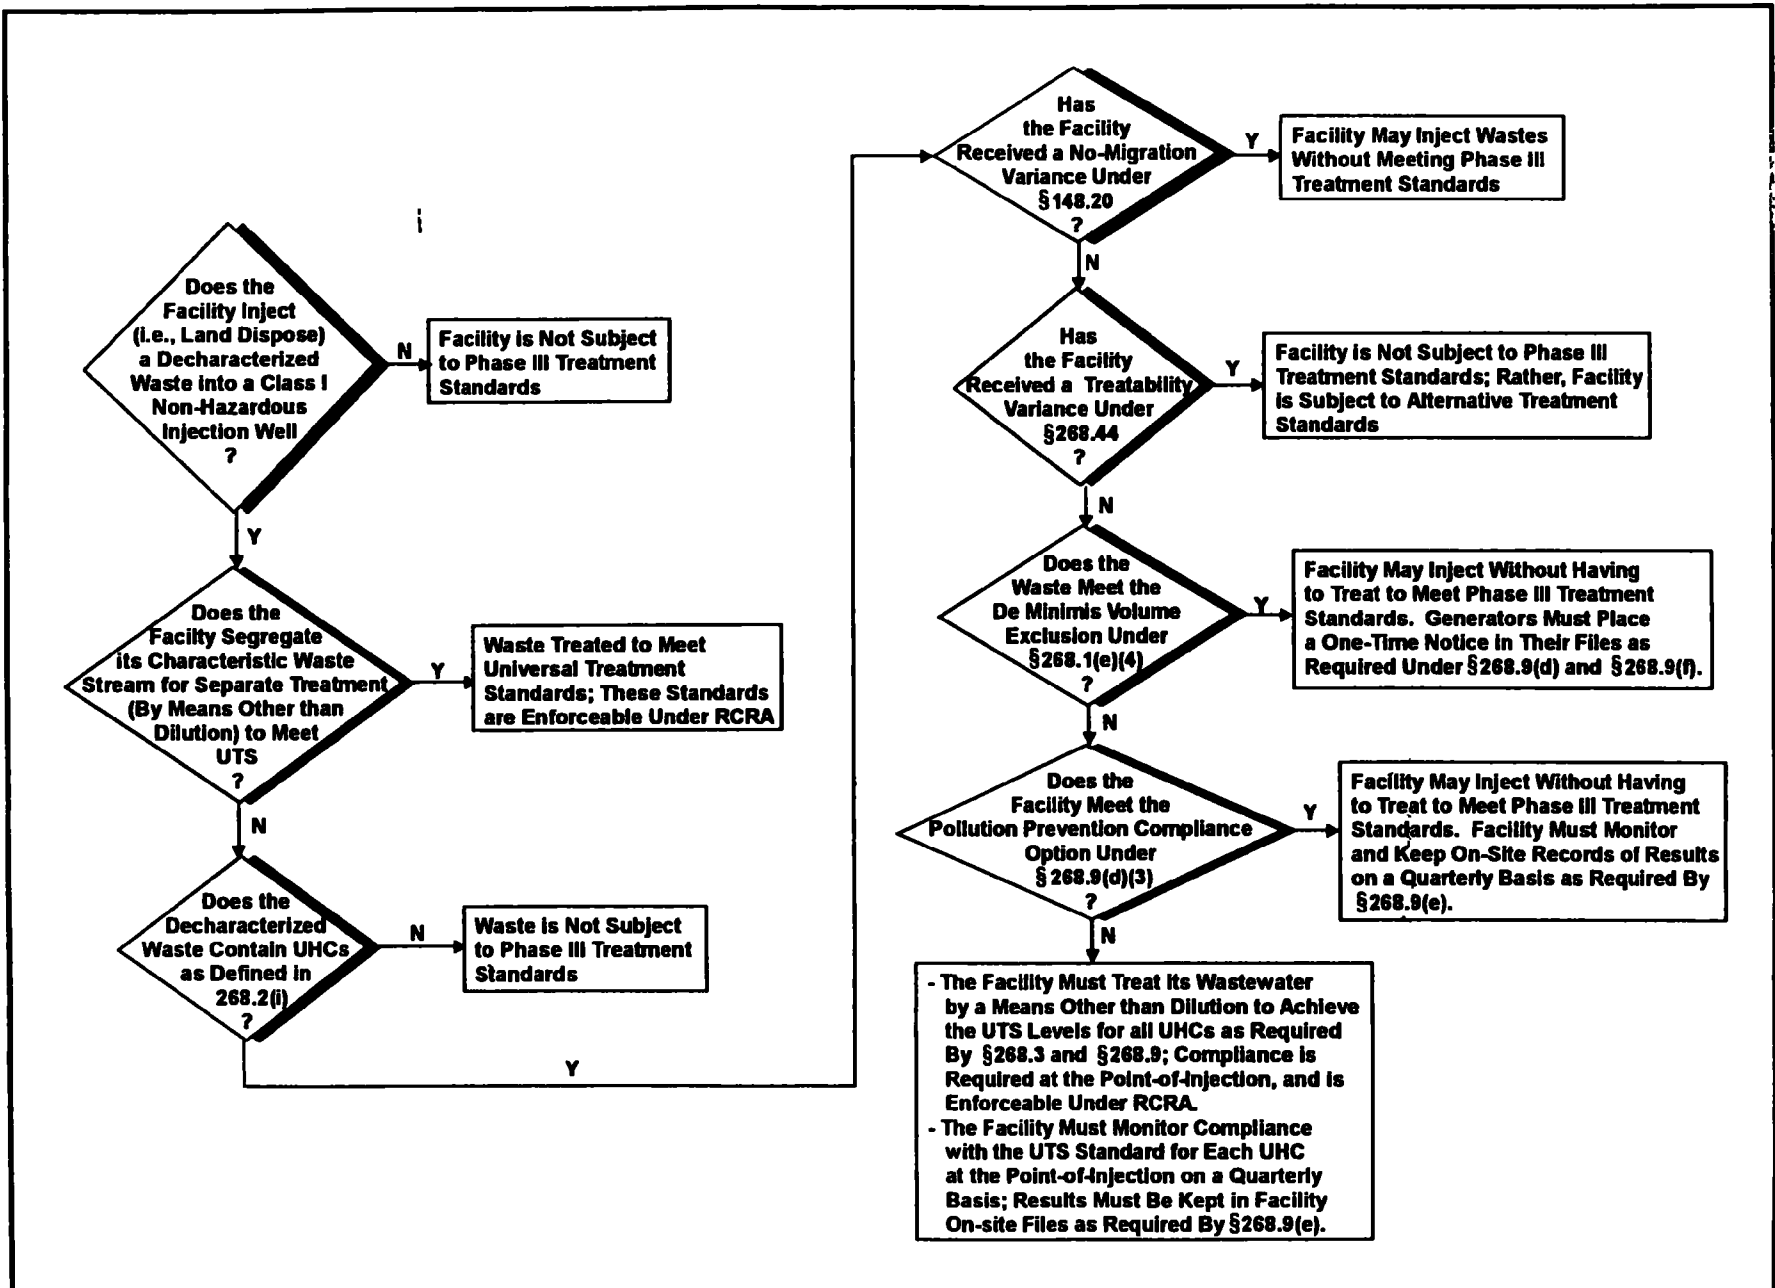 Does the
Facility Inject
(i.e., Land Dispose)
a Decharacterized
Waste into a Class I
Non-Hazardous
Injection Well
?
N
Facility is Not Subject
to Phase III Treatment
Standards
Y
Does the
Facilty Segregate
its Characteristic Waste
Stream for Separate Treatment
(By Means Other than
Dilution) to Meet
UTS
?
Y
Waste Treated to Meet
Universal Treatment
Standards; These Standards
are Enforceable Under RCRA
N
Does the
Decharacterized
Waste Contain UHCs
as Defined in
268.2(i)
?
N
Waste is Not Subject
to Phase III Treatment
Standards
Y
Has
the Facility
Received a No-Migration
Variance Under
§148.20
?
Y
Facility May Inject Wastes
Without Meeting Phase III
Treatment Standards
N
Has
the Facility
Received a Treatability
Variance Under
§268.44
?
Y
Facility is Not Subject to Phase III
Treatment Standards; Rather, Facility
is Subject to Alternative Treatment
Standards
N
Does the
Waste Meet the
De Minimis Volume
Exclusion Under
§268.1(e)(4)
?
Y
Facility May Inject Without Having
to Treat to Meet Phase III Treatment
Standards. Generators Must Place
a One-Time Notice in Their Files as
Required Under §268.9(d) and §268.9(f).
N
Does the
Facility Meet the
Pollution Prevention Compliance
Option Under
§268.9(d)(3)
?
Y
Facility May Inject Without Having
to Treat to Meet Phase III Treatment
Standards. Facility Must Monitor
and Keep On-Site Records of Results
on a Quarterly Basis as Required By
§268.9(e).
N
- The Facility Must Treat Its Wastewater
by a Means Other than Dilution to Achieve
the UTS Levels for all UHCs as Required
By §268.3 and §268.9; Compliance is
Required at the Point-of-Injection, and is
Enforceable Under RCRA.
- The Facility Must Monitor Compliance
with the UTS Standard for Each UHC
at the Point-of-Injection on a Quarterly
Basis; Results Must Be Kept in Facility
On-site Files as Required By §268.9(e).